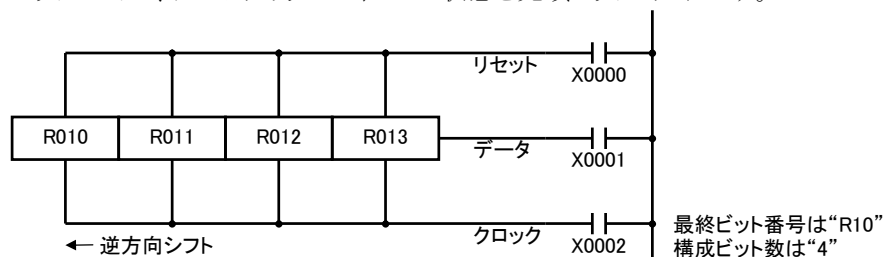 リセット
X0000
R010 R011 R012 R013
データ
X0001
クロック
X0002
← 逆方向シフト
最終ビット番号は“R10”
構成ビット数は“4”